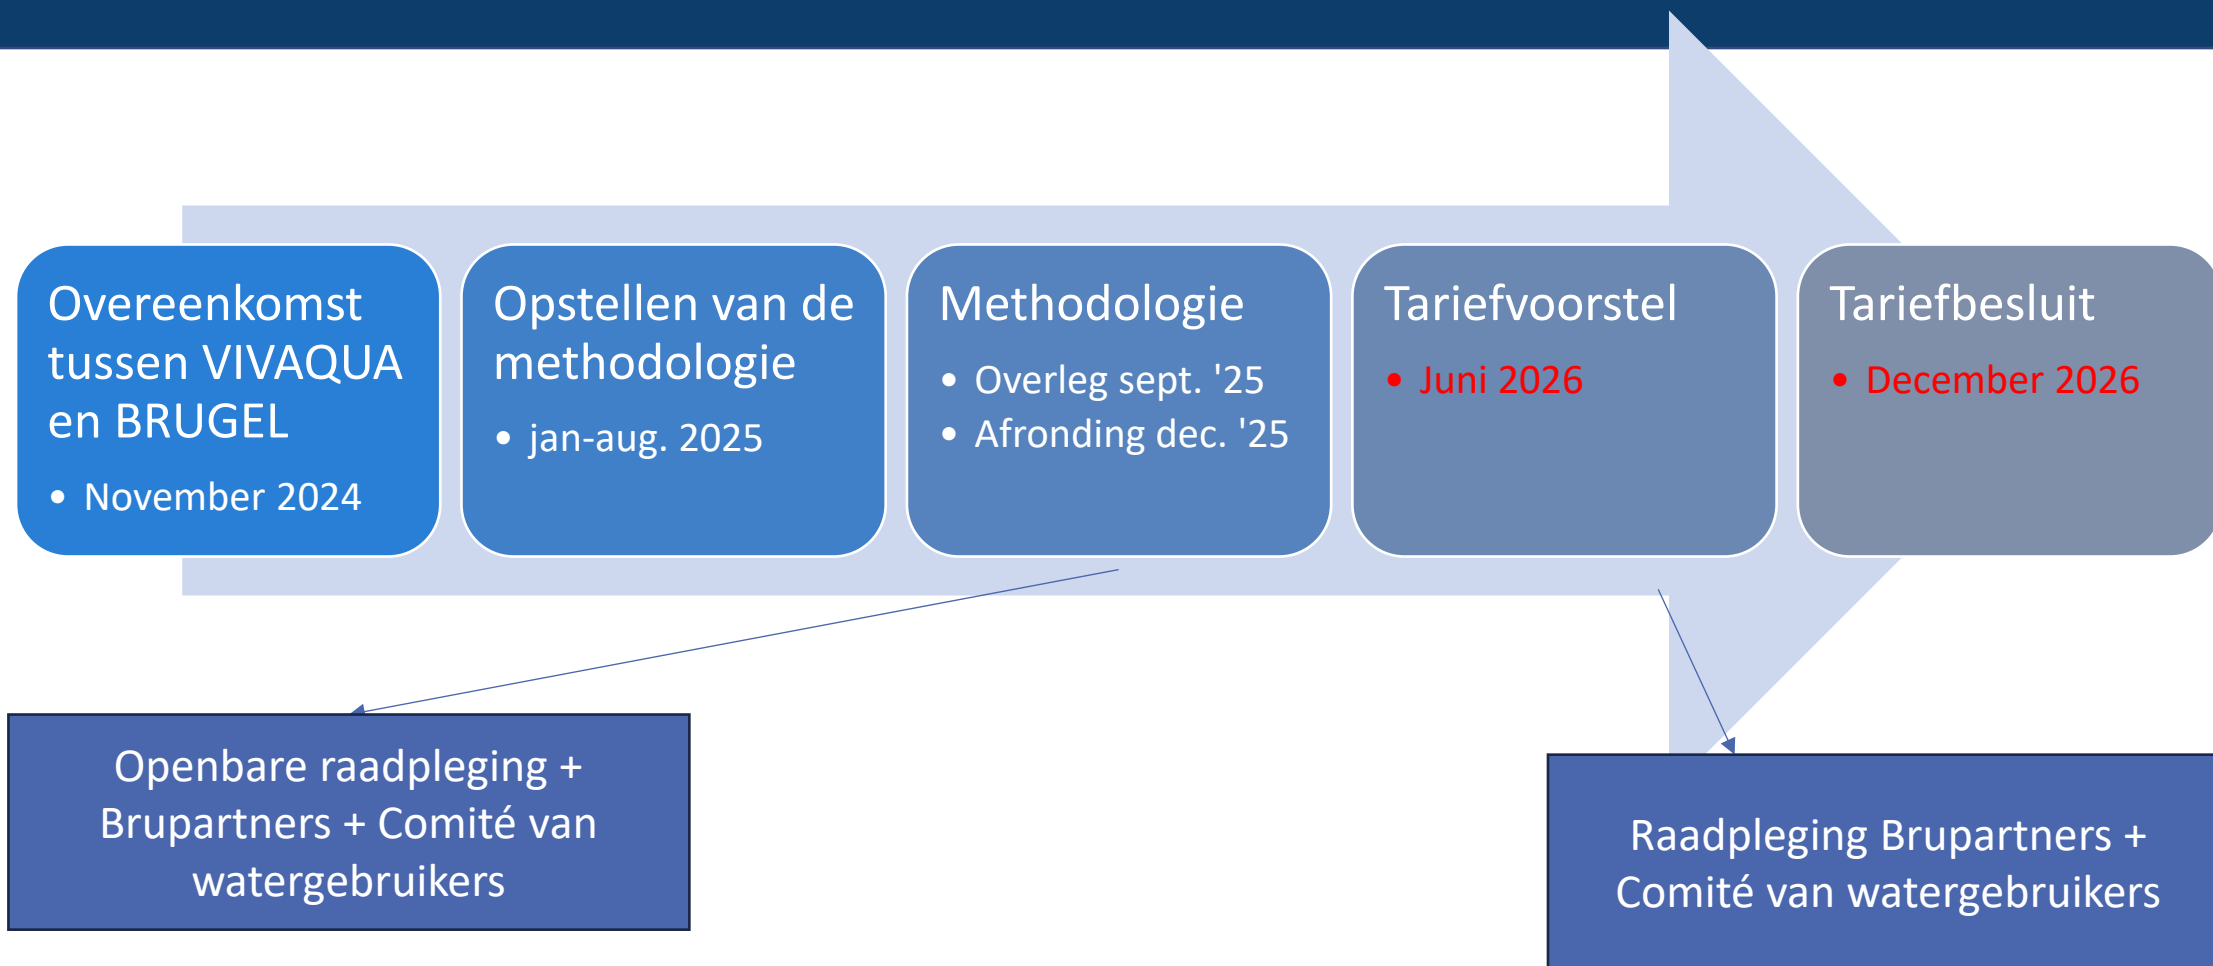 Overeenkomst
tussen VIVAQUA
en BRUGEL
• November 2024
Opstellen van de
methodologie
• jan-aug. 2025
Methodologie
• Overleg sept. '25
• Afronding dec. '25
Tariefvoorstel
• Juni 2026
Tariefbesluit
• December 2026
Openbare raadpleging +
Brupartners + Comité van
watergebruikers
Raadpleging Brupartners +
Comité van watergebruikers